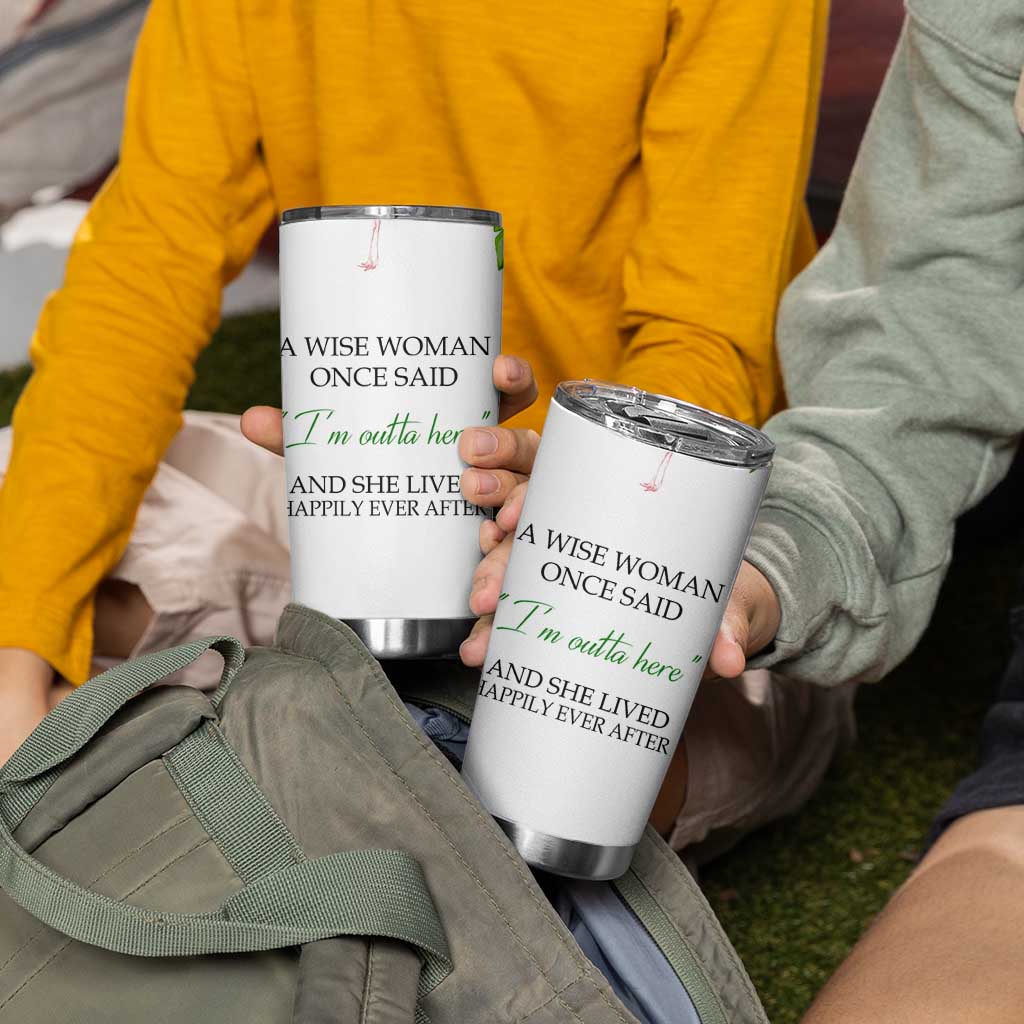 A WISE WOMAN
ONCE SAID
"I'm outta here"
AND SHE LIVED
HAPPILY EVER AFTER
A WISE WOMAN
ONCE SAID
"I'm outta here"
AND SHE LIVED
HAPPILY EVER AFTER